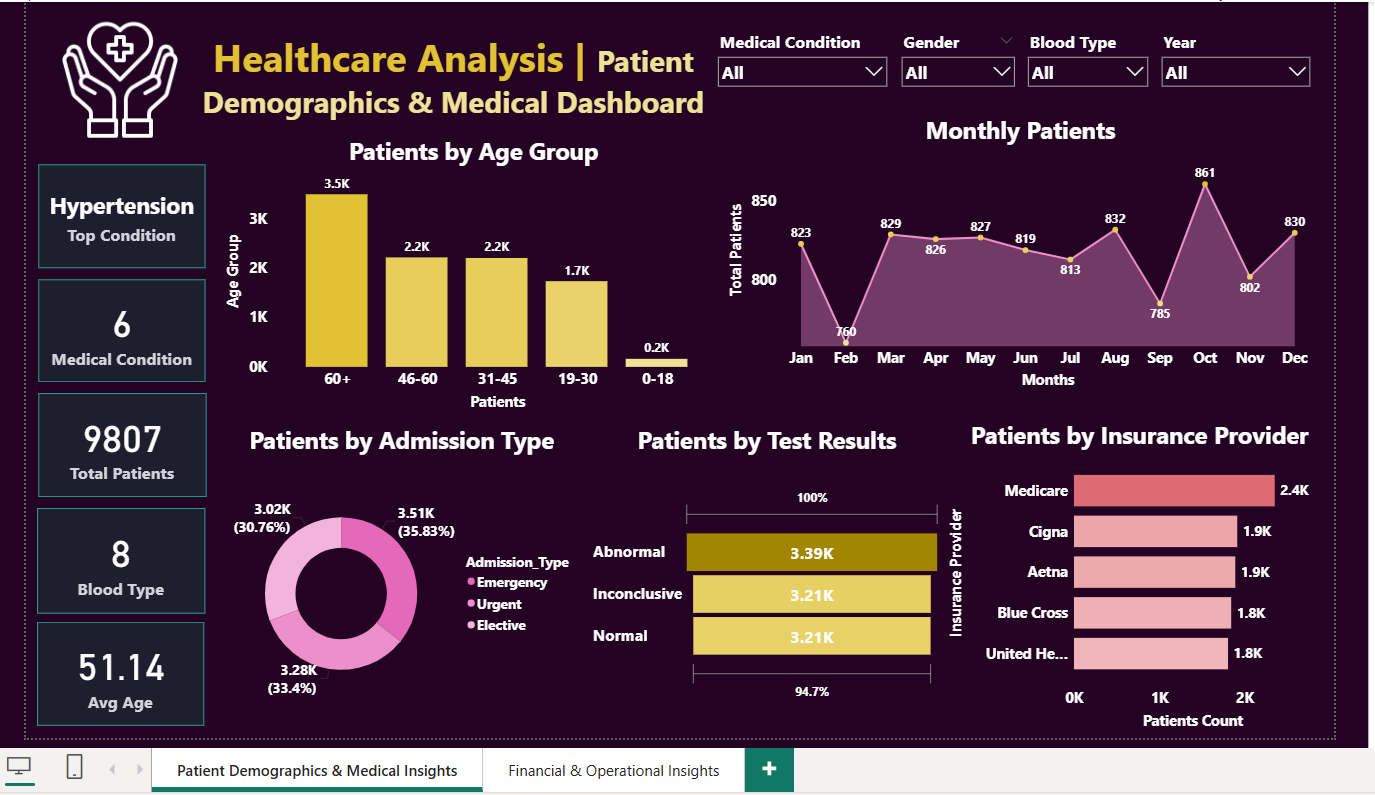 Healthcare Analysis | Patient
Demographics & Medical Dashboard
Medical Condition
All
Gender
All
Blood Type
All
Year
All
Hypertension
Top Condition
6
Medical Condition
9807
Total Patients
8
Blood Type
51.14
Avg Age
Patients by Age Group
Age Group
3K
2K
1K
0K
3.5K
2.2K
2.2K
1.7K
0.2K
60+
46-60
31-45
19-30
0-18
Patients
Monthly Patients
Total Patients
850
800
823
760
829
826
827
819
813
832
785
861
802
830
Jan
Feb
Mar
Apr
May
Jun
Jul
Aug
Sep
Oct
Nov
Dec
Months
Patients by Admission Type
3.02K
(30.76%)
3.51K
(35.83%)
3.28K
(33.4%)
Admission_Type
Emergency
Urgent
Elective
Patients by Test Results
100%
Abnormal
3.39K
Inconclusive
3.21K
Normal
3.21K
94.7%
Patients by Insurance Provider
Insurance Provider
Medicare
2.4K
Cigna
1.9K
Aetna
1.9K
Blue Cross
1.8K
United He...
1.8K
0K
1K
2K
Patients Count
Patient Demographics & Medical Insights
Financial & Operational Insights
+